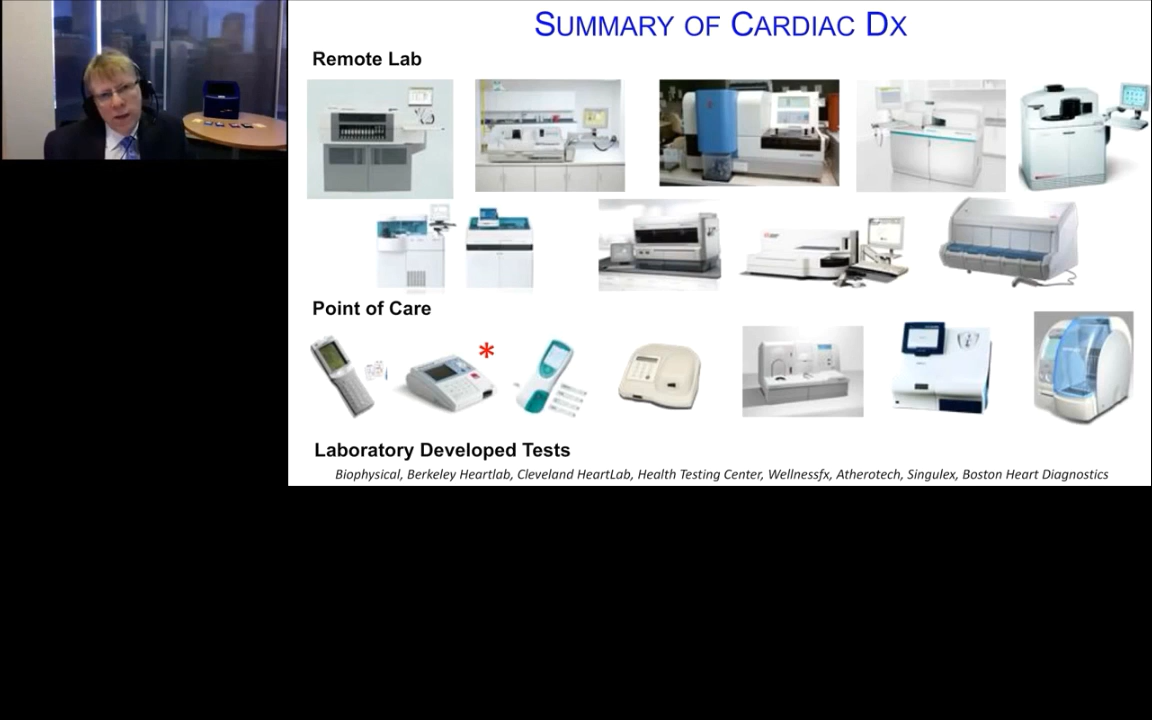 SUMMARY OF CARDIAC DX
Remote Lab
Point of Care
*
Laboratory Developed Tests
Biophysical, Berkeley Heartlab, Cleveland HeartLab, Health Testing Center, Wellnessfx, Atherotech, Singulex, Boston Heart Diagnostics